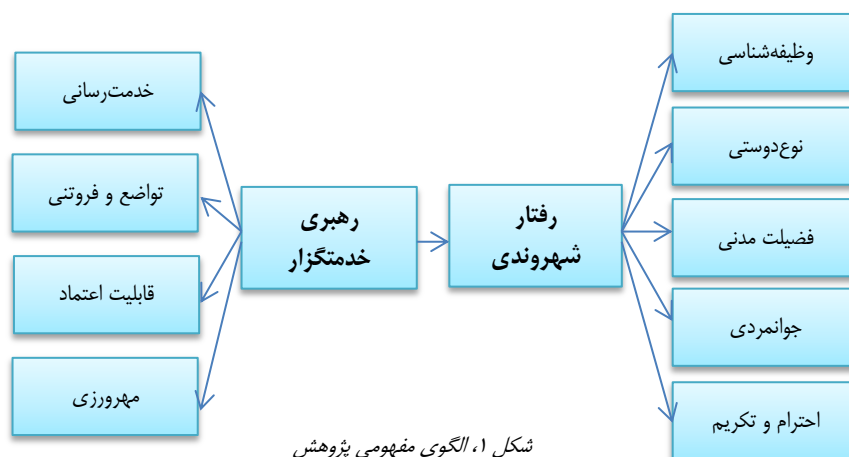 وظیفه‌شناسی
نوع‌دوستی
فضیلت مدنی
جوانمردی
احترام و تکریم
رفتار
شهروندی
رهبری
خدمتگزار
خدمت‌رسانی
تواضع و فروتنی
قابلیت اعتماد
مهرورزی
شکل ۱، الگوی مفهومی پژوهش